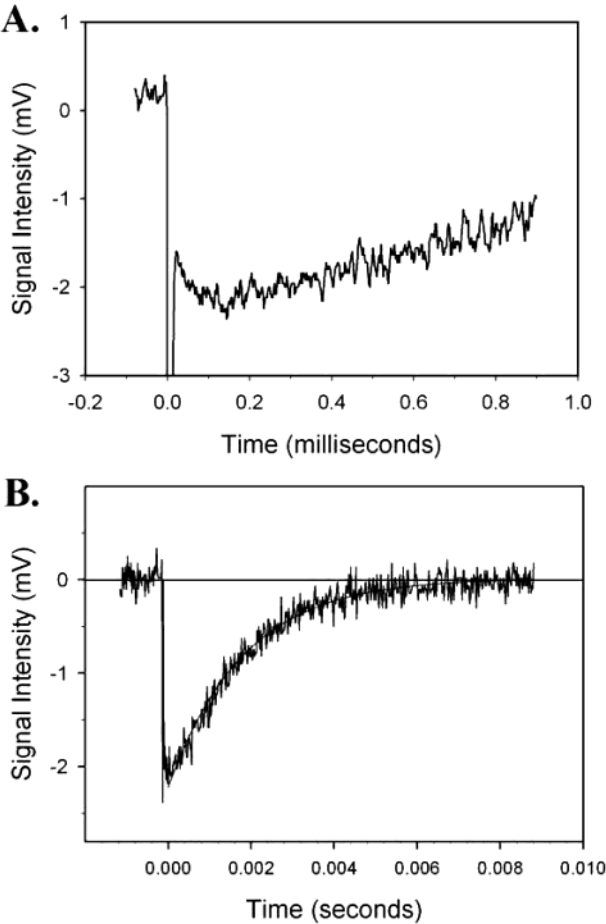 A.
1
0
-1
-2
-3
Signal Intensity (mV)
-0.2 0.0 0.2 0.4 0.6 0.8 1.0
Time (milliseconds)
B.
0
-1
-2
Signal Intensity (mV)
0.000 0.002 0.004 0.006 0.008 0.010
Time (seconds)